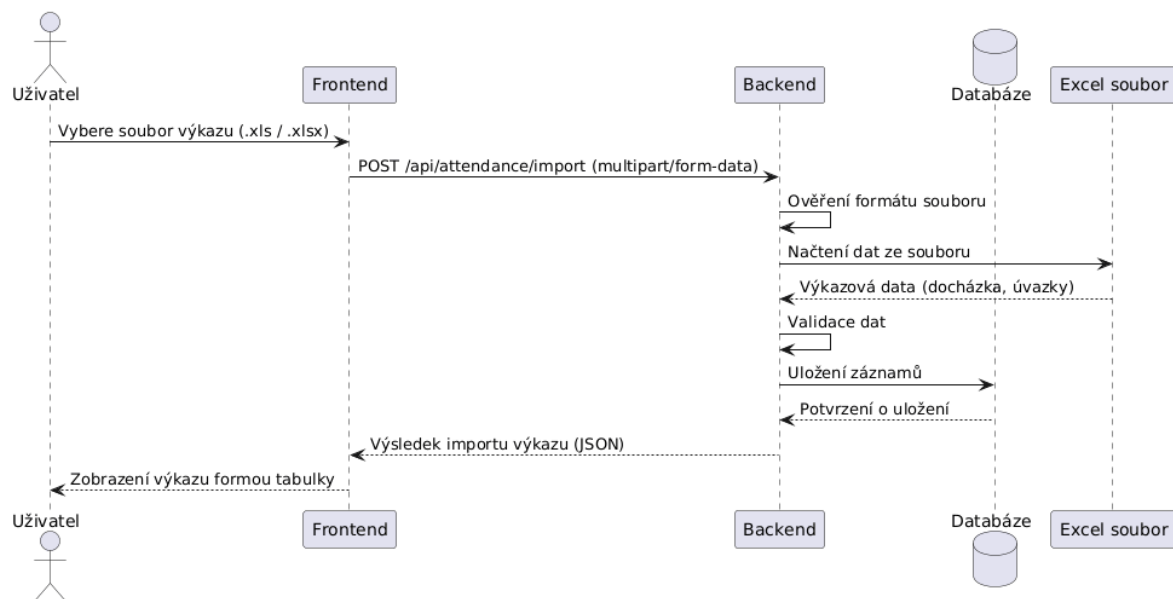 Uživatel
Frontend
Backend
Databáze
Excel soubor
Vybere soubor výkazu (.xls / .xlsx)
POST /api/attendance/import (multipart/form-data)
Ověření formátu souboru
Načtení dat ze souboru
Výkazová data (docházka, úvazky)
Validace dat
Uložení záznamů
Potvrzení o uložení
Výsledek importu výkazu (JSON)
Zobrazení výkazu formou tabulky
Uživatel
Frontend
Backend
Databáze
Excel soubor